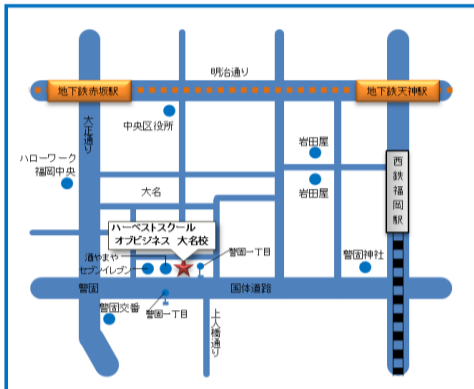 明治通り
地下鉄赤坂駅
地下鉄天神駅
大正通り
中央区役所
岩田屋
ハローワーク
福岡中央
岩田屋
西鉄福岡駅
大名
ハーベストスクール
オブビジネス 大名校
酒やまや
セブンイレブン
警固一丁目
警固神社
警固
国体道路
警固交番
警固一丁目
上人橋通り